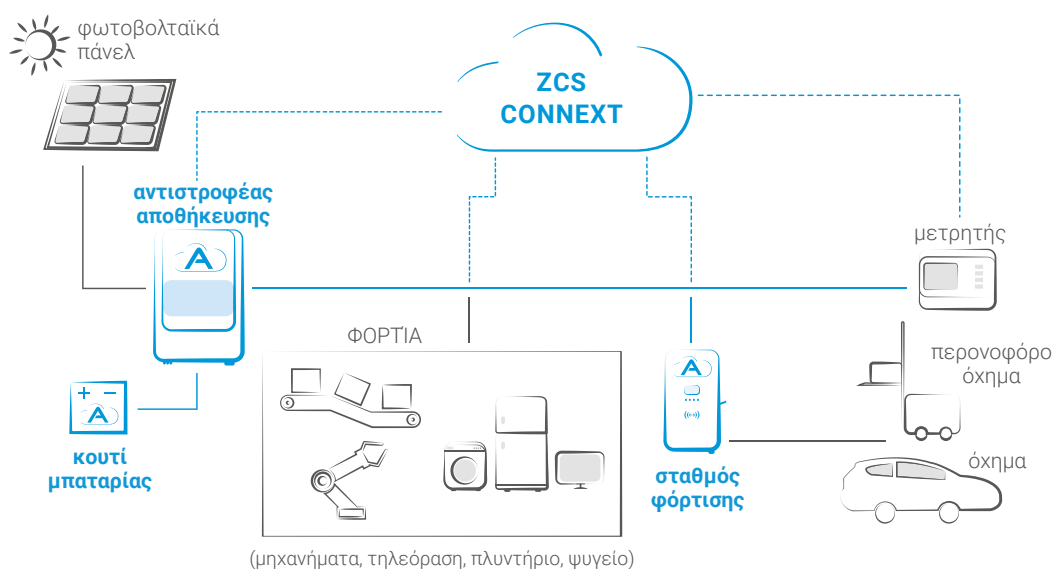 φωτοβολταϊκά
πάνελ
ZCS
CONNEXT
αντιστροφέας
αποθήκευσης
μετρητής
ΦΟΡΤΊΑ
περονοφόρο
όχημα
κουτί
μπαταρίας
σταθμός
φόρτισης
όχημα
(μηχανήματα, τηλεόραση, πλυντήριο, ψυγείο)